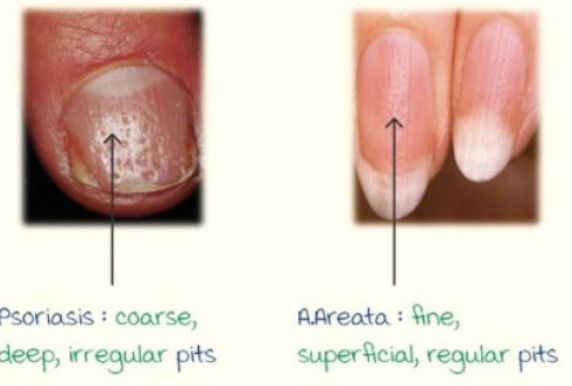 Psoriasis : coarse,
deep, irregular pits
A.Areata : fine,
superficial, regular pits